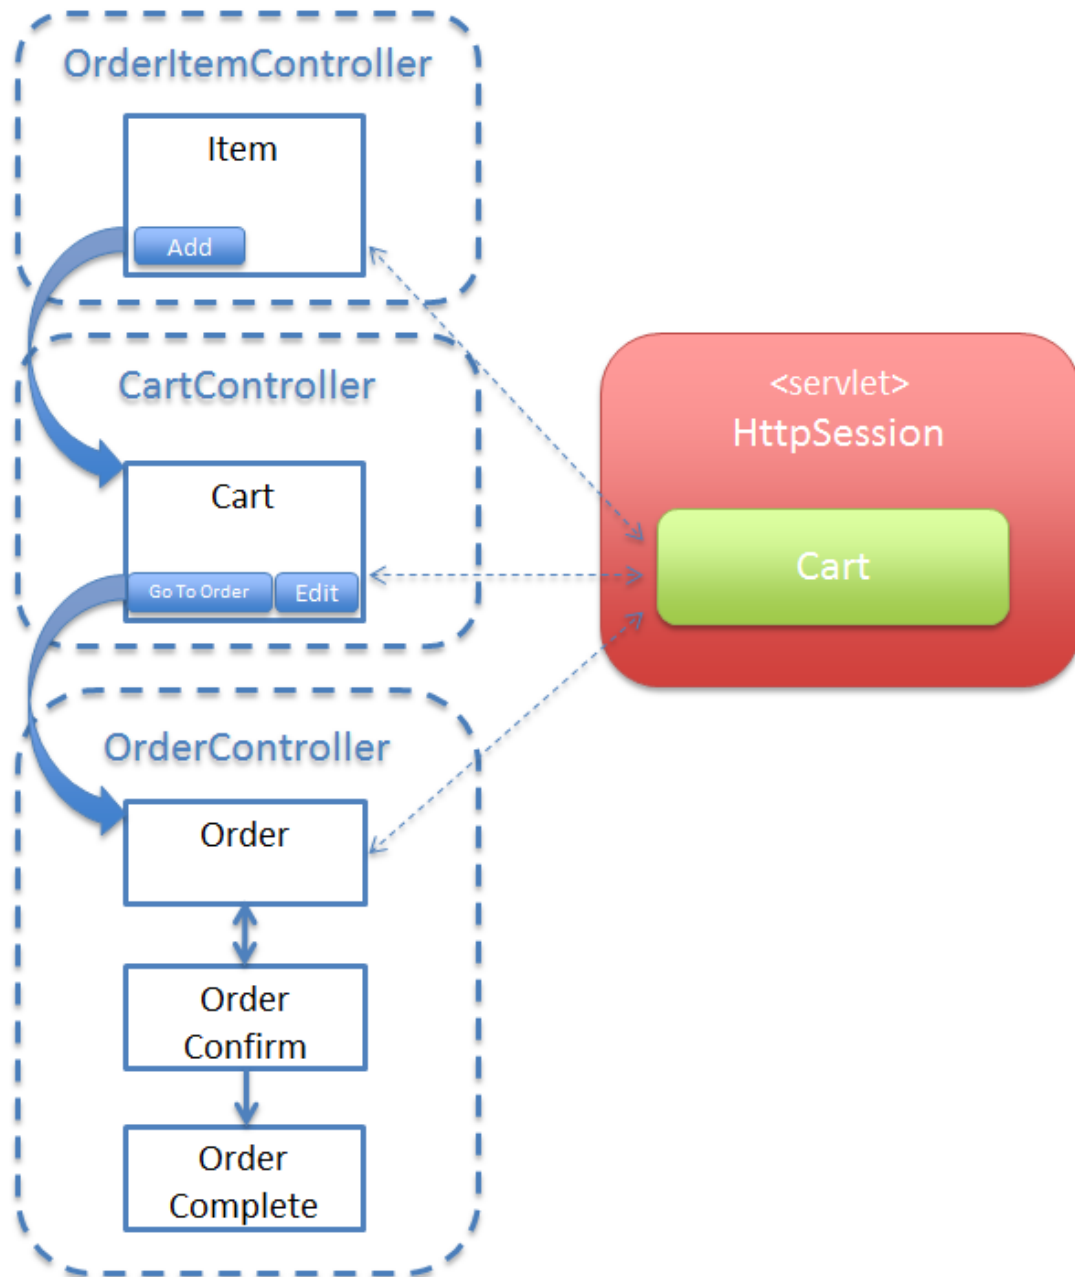 OrderItemController
Item
Add
CartController
Cart
Go To Order
Edit
<servlet>
HttpSession
Cart
OrderController
Order
Order
Confirm
Order
Complete